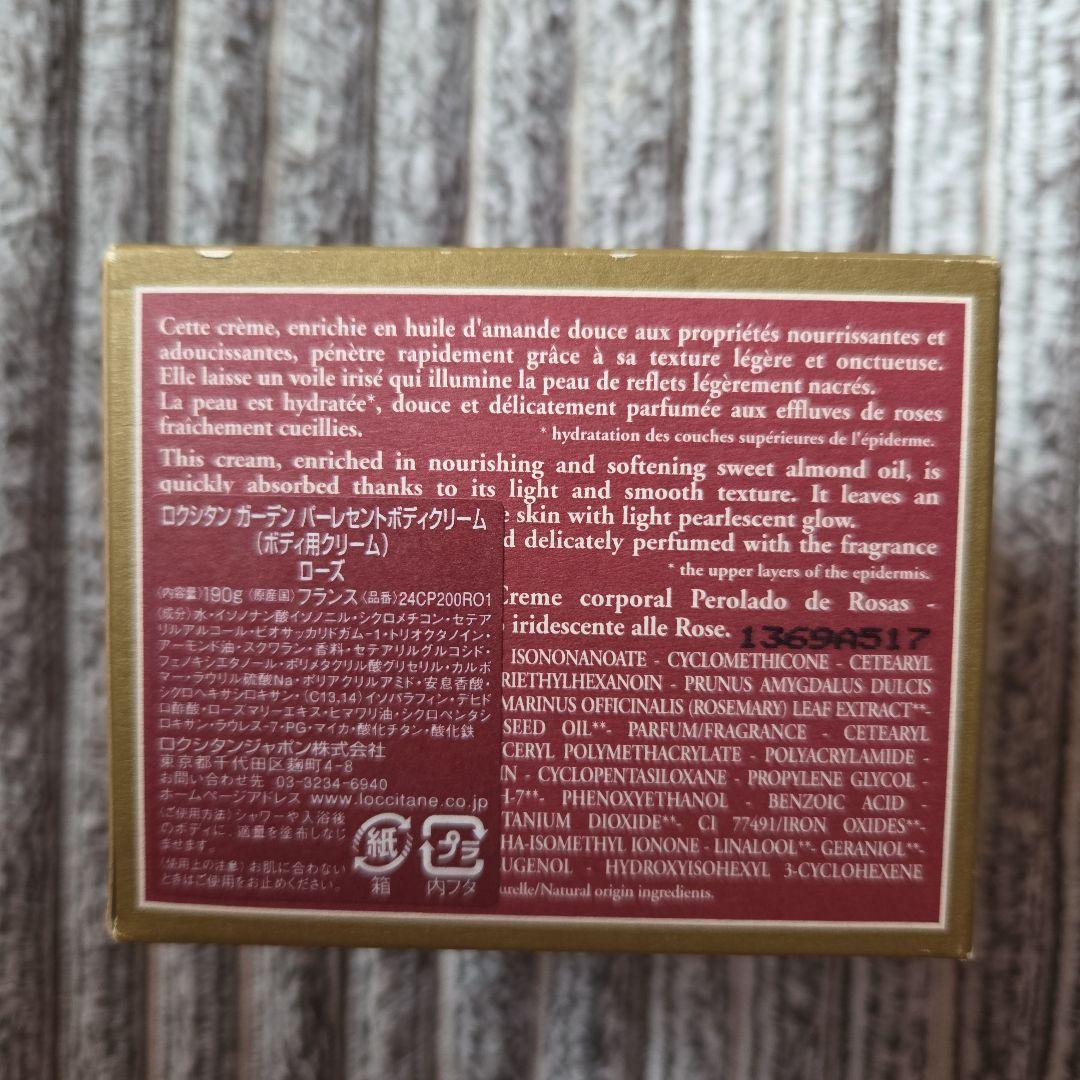 Cette crème, enrichie en huile d'amande douce aux propriétés nourrissantes et
adoucissantes, pénètre rapidement grâce à sa texture légère et onctueuse.
Elle laisse un voile irisé qui illumine la peau de reflets légèrement nacrés.
La peau est hydratée*, douce et délicatement parfumée aux effluves de roses
fraîchement cueillies.
* hydratation des couches supérieures de l'épiderme.
This cream, enriched in nourishing and softening sweet almond oil, is
quickly absorbed thanks to its light and smooth texture. It leaves an
skin with light pearlescent glow.
delicately perfumed with the fragrance
* the upper layers of the epidermis.
Creme corporal Perolado de Rosas -
iridescente alle Rose.
1369A517
ISONONANOATE - CYCLOMETHICONE - CETEARYL
RIETHYLHEXANOIN - PRUNUS AMYGDALUS DULCIS
MARINUS OFFICINALIS (ROSEMARY) LEAF EXTRACT**-
SEED OIL**- PARFUM/FRAGRANCE - CETEARYL
CERYL POLYMETHACRYLATE - POLYACRYLAMIDE -
N - CYCLOPENTASILOXANE - PROPYLENE GLYCOL -
H-7**- PHENOXYETHANOL - BENZOIC ACID -
TANIUM DIOXIDE**- CI 77491/IRON OXIDES**-
HA-ISOMETHYL IONONE - LINALOOL**- GERANIOL**-
UGENOL - HYDROXYISOHEXYL 3-CYCLOHEXENE
urelle/Natural origin ingredients.
ロクシタン ガーデン パーレセントボディクリーム
(ボディ用クリーム)
ローズ
〈内容量〉190g〈原産国〉フランス〈品番〉24CP200RO1
〈成分〉水・イソノナン酸イソノニル・シクロメチコン・セテア
リルアルコール・ビオサッカリドガム-1・トリオクタノイン・
アーモンド油・スクワラン・香料・セテアリルグルコシド・
フェノキシエタノール・ポリメタクリル酸グリセリル・カルボ
マー・ラウリル硫酸Na・ポリアクリルアミド・安息香酸・
シクロヘキサシロキサン・(C13,14)イソパラフィン・デヒド
ロ酢酸・ローズマリーエキス・ヒマワリ油・シクロペンタシ
ロキサン・ラウレス-7・PG・マイカ・酸化チタン・酸化鉄
ロクシタンジャポン株式会社
東京都千代田区麹町4-8
お問い合わせ先 03-3234-6940
ホームページアドレス www.loccitane.co.jp
〈ご使用方法〉シャワーや入浴後
のボディに、適量を塗布しなじ
ませます。
〈使用上の注意〉お肌に合わない
ときはご使用をお止めください。
紙
箱
プラ
内フタ